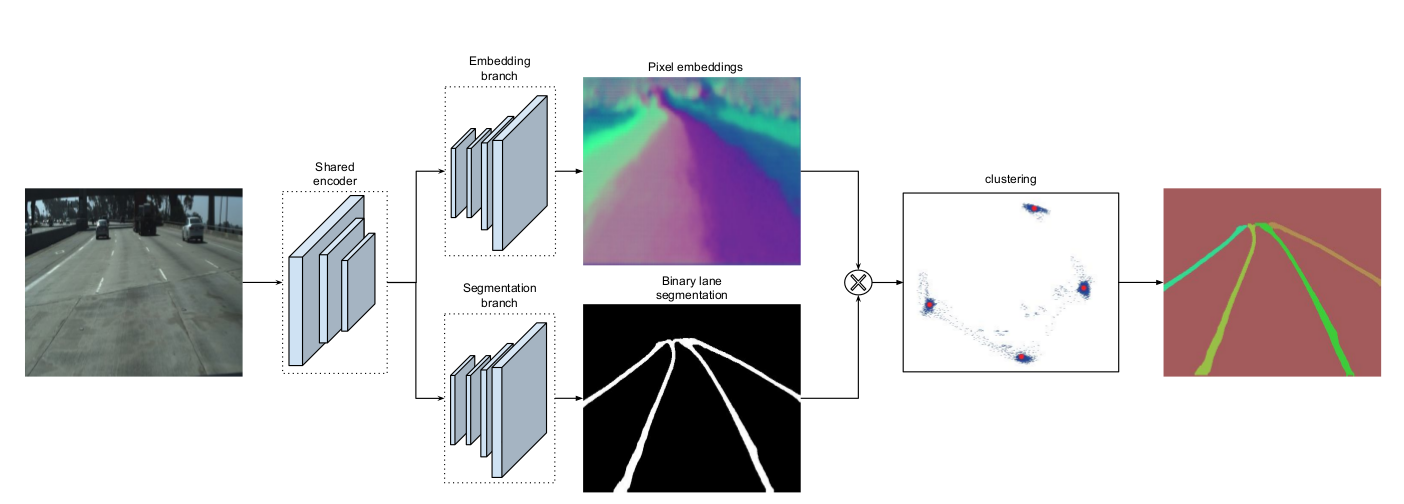 Embedding
branch
Pixel embeddings
Shared
encoder
clustering
Segmentation
branch
Binary lane
segmentation